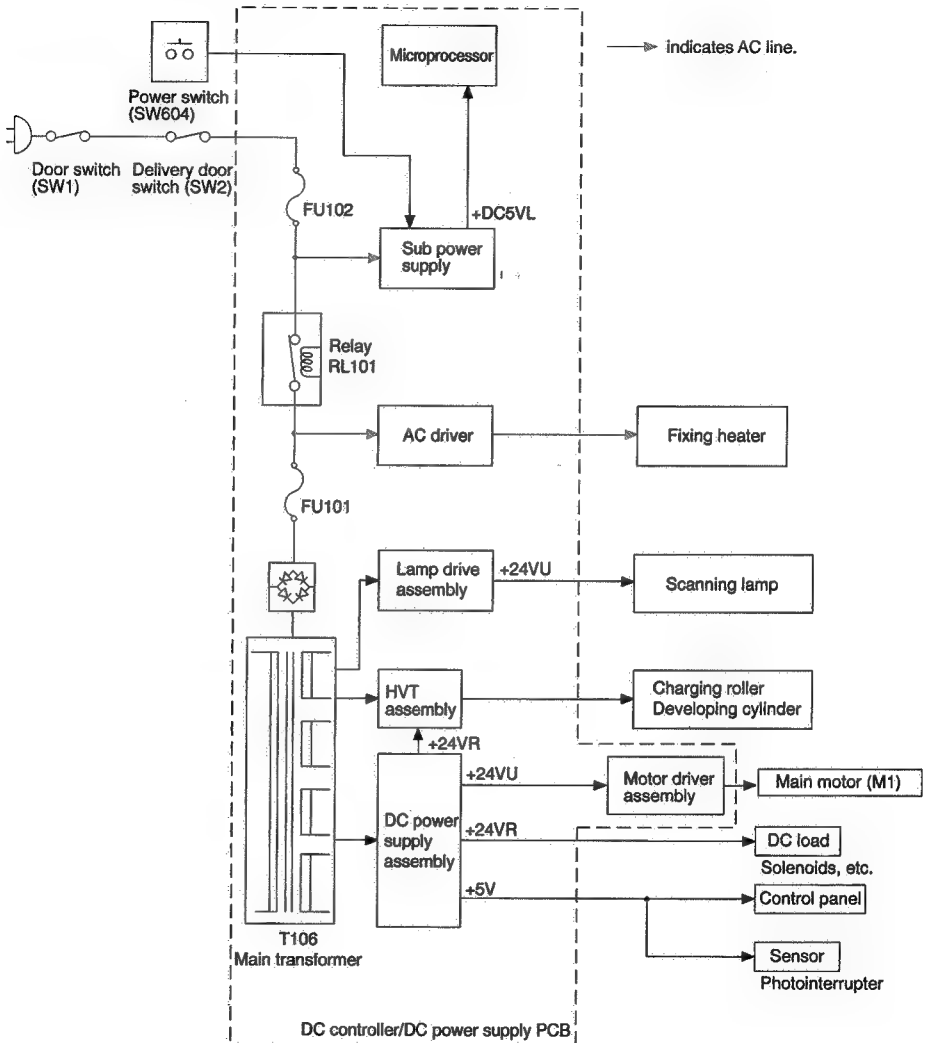 Microprocessor
indicates AC line.
Power switch
(SW604)
Door switch
(SW1)
Delivery door
switch (SW2)
FU102
+DC5VL
Sub power
supply
Relay
RL101
AC driver
Fixing heater
FU101
Lamp drive
assembly
+24VU
Scanning lamp
HVT
assembly
Charging roller
Developing cylinder
+24VR
+24VU
Motor driver
assembly
Main motor (M1)
DC power
supply
assembly
+24VR
DC load
Solenoids, etc.
+5V
Control panel
T106
Main transformer
Sensor
Photointerrupter
DC controller/DC power supply PCB